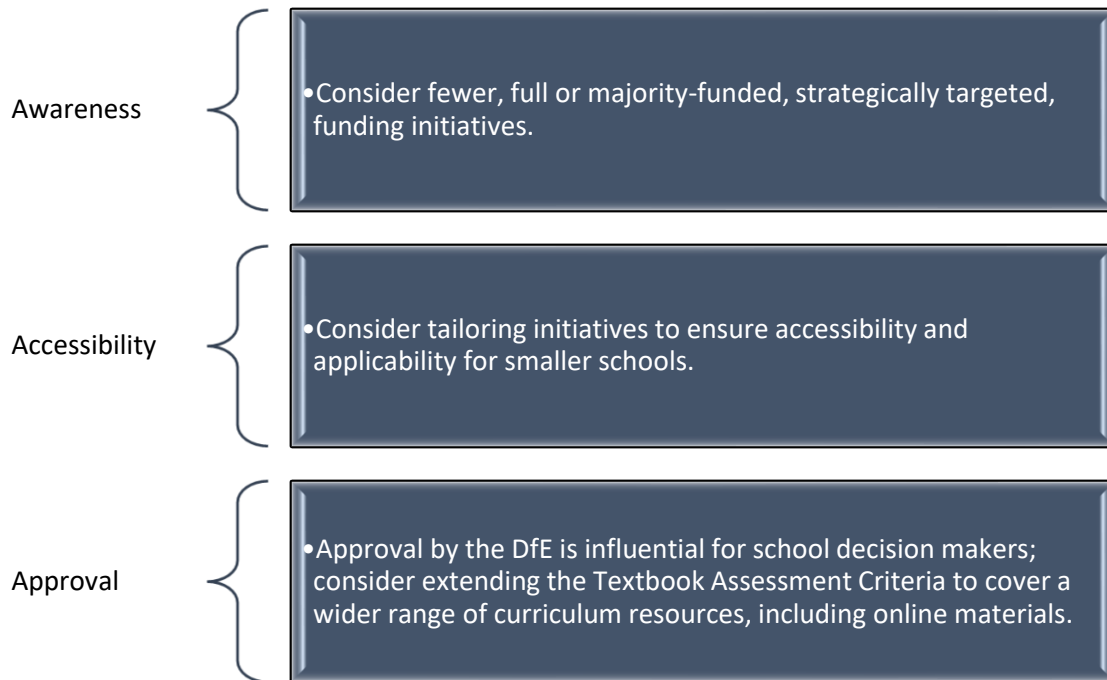 Awareness
•Consider fewer, full or majority-funded, strategically targeted,
funding initiatives.
Accessibility
•Consider tailoring initiatives to ensure accessibility and
applicability for smaller schools.
Approval
•Approval by the DfE is influential for school decision makers;
consider extending the Textbook Assessment Criteria to cover a
wider range of curriculum resources, including online materials.